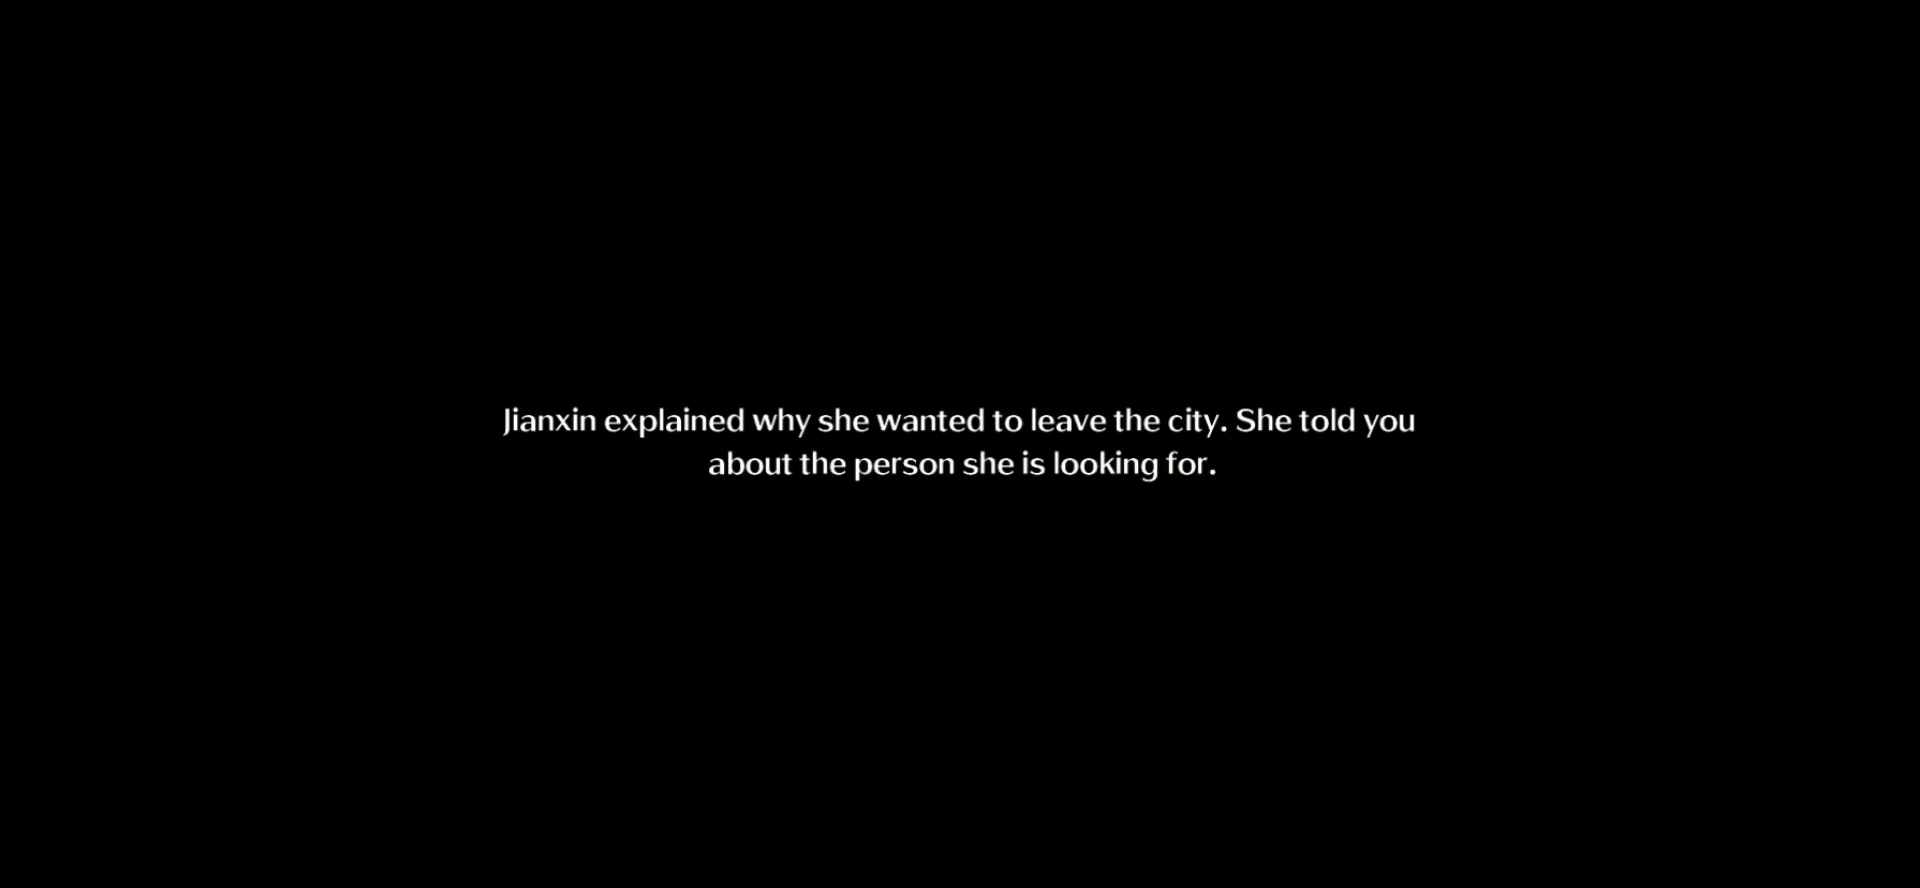 Jianxin explained why she wanted to leave the city. She told you
about the person she is looking for.